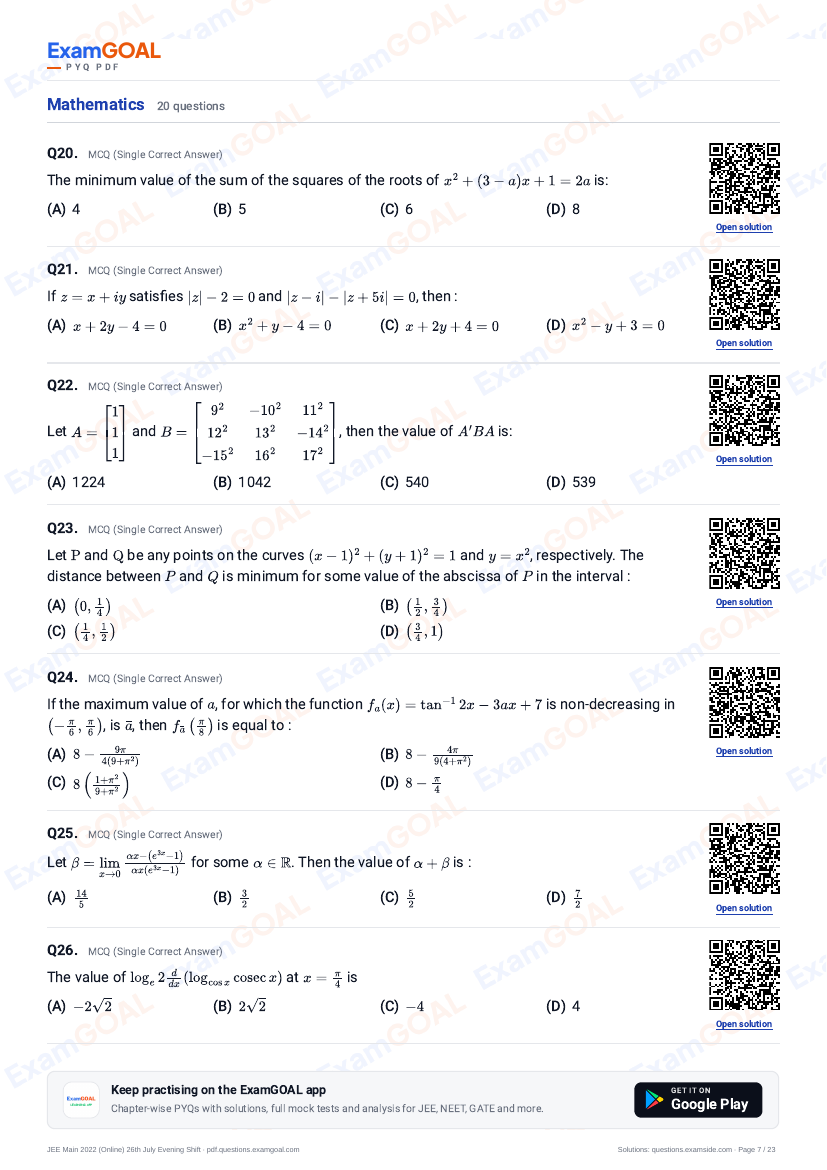 ExamGOAL
PYQ PDF
Mathematics 20 questions
Q20. MCQ (Single Correct Answer)
The minimum value of the sum of the squares of the roots of x² + (3 − a)x + 1 = 2a is:
(A) 4 (B) 5 (C) 6 (D) 8
Open solution
Q21. MCQ (Single Correct Answer)
If z = x + iy satisfies |z| − 2 = 0 and |z − i| − |z + 5i| = 0, then :
(A) x + 2y − 4 = 0 (B) x² + y − 4 = 0 (C) x + 2y + 4 = 0 (D) x² − y + 3 = 0
Open solution
Q22. MCQ (Single Correct Answer)
Let A = [1; 1; 1] and B = [9² −10² 11²; 12² 13² −14²; −15² 16² 17²], then the value of A′BA is:
(A) 1224 (B) 1042 (C) 540 (D) 539
Open solution
Q23. MCQ (Single Correct Answer)
Let P and Q be any points on the curves (x − 1)² + (y + 1)² = 1 and y = x², respectively. The
distance between P and Q is minimum for some value of the abscissa of P in the interval :
(A) (0, 1/4) (B) (1/2, 3/4)
(C) (1/4, 1/2) (D) (3/4, 1)
Open solution
Q24. MCQ (Single Correct Answer)
If the maximum value of a, for which the function fₐ(x) = tan⁻¹ 2x − 3ax + 7 is non-decreasing in
(−π/6, π/6), is ā, then f_ā(π/8) is equal to :
(A) 8 − 9π/(4(9+π²)) (B) 8 − 4π/(9(4+π²))
(C) 8((1+π²)/(9+π²)) (D) 8 − π/4
Open solution
Q25. MCQ (Single Correct Answer)
Let β = lim x→0 (αx−(e³ˣ−1))/(αx(e³ˣ−1)) for some α ∈ ℝ. Then the value of α + β is :
(A) 14/5 (B) 3/2 (C) 5/2 (D) 7/2
Open solution
Q26. MCQ (Single Correct Answer)
The value of logₑ 2 d/dx (log_cos x cosec x) at x = π/4 is
(A) −2√2 (B) 2√2 (C) −4 (D) 4
Open solution
Keep practising on the ExamGOAL app
Chapter-wise PYQs with solutions, full mock tests and analysis for JEE, NEET, GATE and more.
GET IT ON
Google Play
JEE Main 2022 (Online) 26th July Evening Shift · pdf.questions.examgoal.com Solutions: questions.examside.com · Page 7 / 23